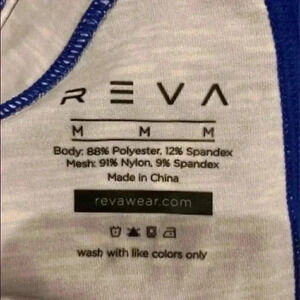 REVA
M M M
Body: 88% Polyester, 12% Spandex
Mesh: 91% Nylon, 9% Spandex
Made in China
revawear.com
wash with like colors only